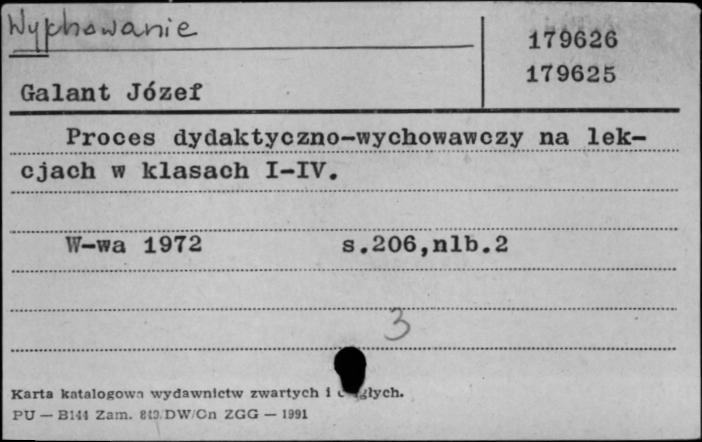 Wychowanie
179626
179625
Galant Józef
Proces dydaktyczno-wychowawczy na lek-
cjach w klasach I-IV.
W-wa 1972 s.206,nlb.2
3
Karta katalogowa wydawnictw zwartych i
PU — B144 Zam. DW/Cn ZGG — 1991